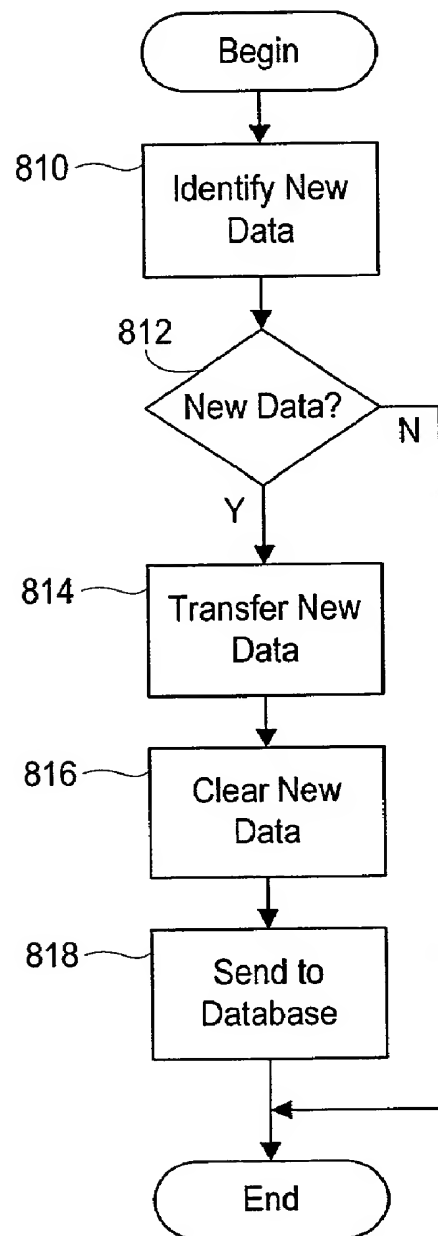 Begin
810
Identify New
Data
812
New Data?
N
Y
814
Transfer New
Data
816
Clear New
Data
818
Send to
Database
End